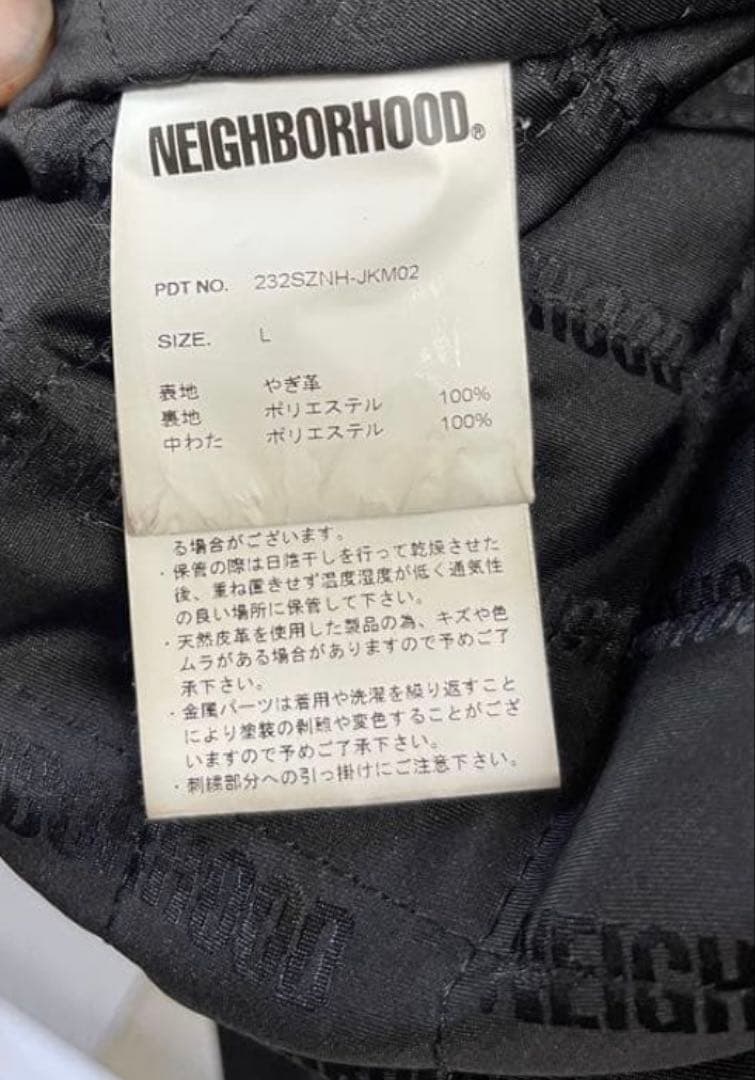 NEIGHBORHOOD®
PDT NO. 232SZNH-JKM02
SIZE. L
表地 やぎ革
裏地 ポリエステル 100%
中わた ポリエステル 100%
る場合がございます。
・保管の際は日陰干しを行って乾燥させた
後、重ね置きせず温度湿度が低く通気性
の良い場所に保管して下さい。
・天然皮革を使用した製品の為、キズや色
ムラがある場合がありますので予めご了
承下さい。
・金属パーツは着用や洗濯を繰り返すこと
により塗装の剥離や変色することがござ
いますので予めご了承下さい。
・刺繍部分への引っ掛けにご注意下さい。
NEIGH